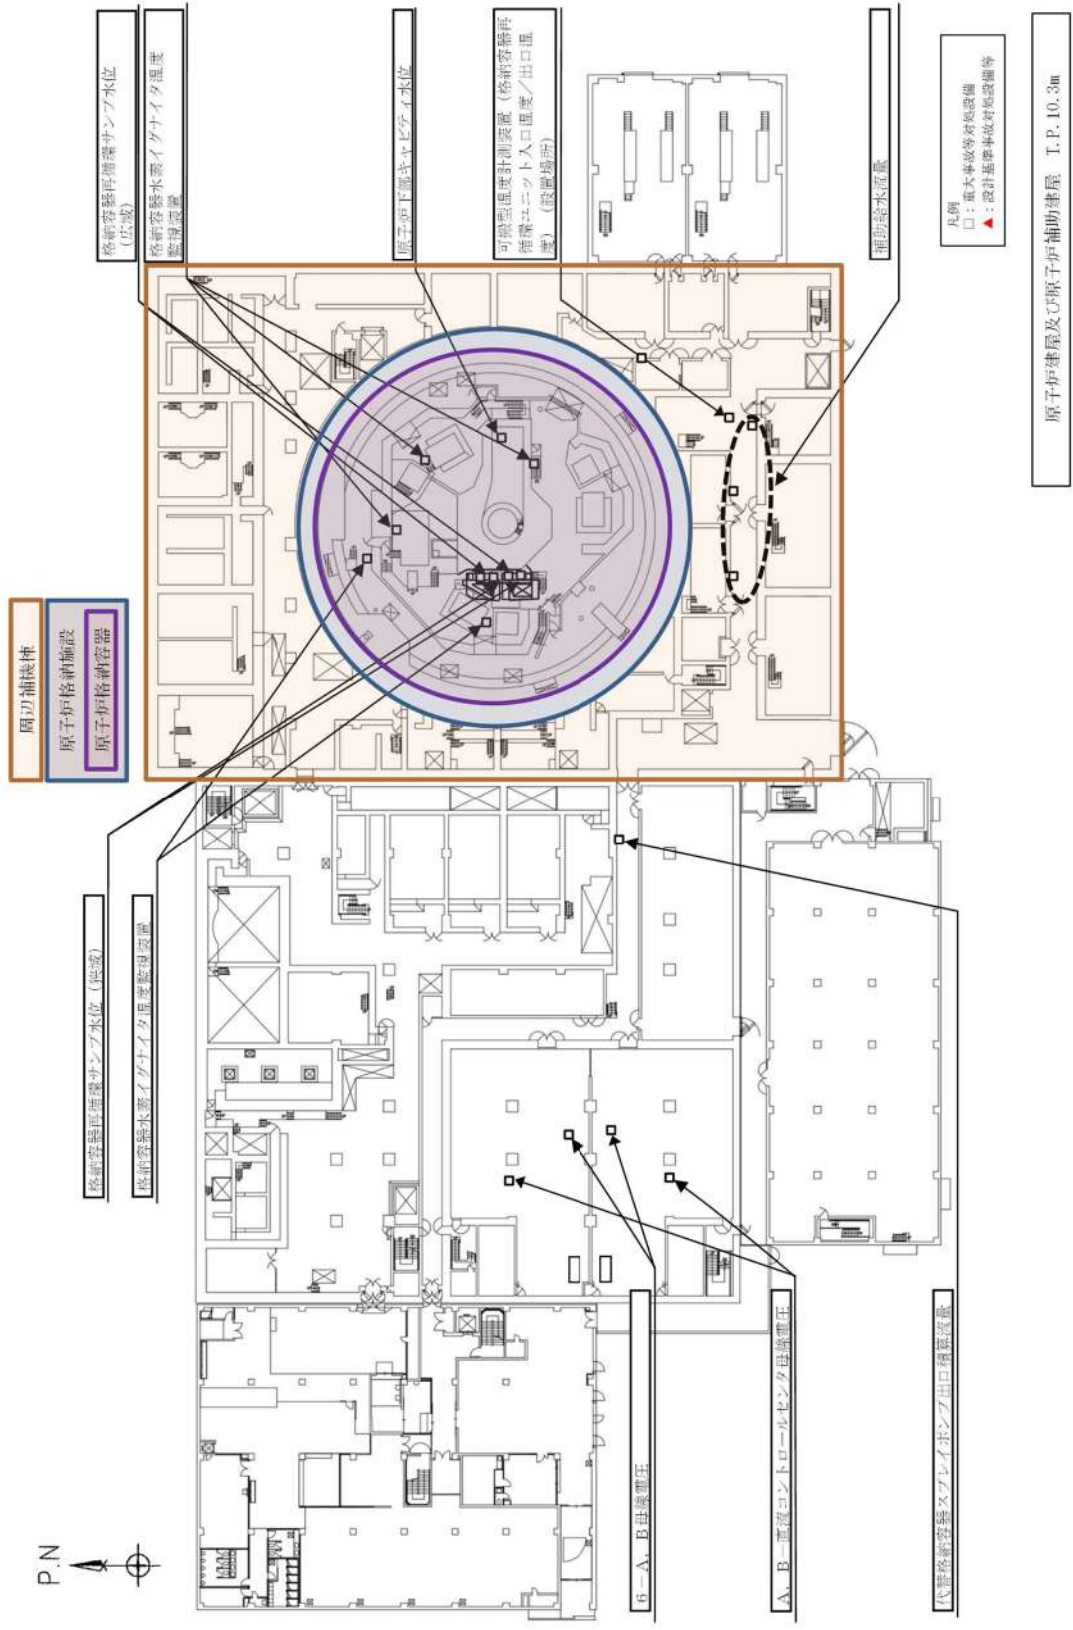 格納容器再循環サンプ水位
（広域）
格納容器水素イグナイタ温度
監視装置
原子炉下部キャビティ水位
可搬型温度計測装置（格納容器再
循環ユニット入口温度／出口温
度）（設置場所）
補助給水流量
凡例
□：重大事故等対処設備
▲：設計基準事故対処設備等
原子炉建屋及び原子炉補助建屋　T.P.10.3m
周辺補機棟
原子炉格納施設
原子炉格納容器
格納容器再循環サンプ水位（狭域）
格納容器水素イグナイタ温度監視装置
6－A，B母線電圧
A，B－直流コントロールセンタ母線電圧
代替格納容器スプレイポンプ出口積算流量
P.N